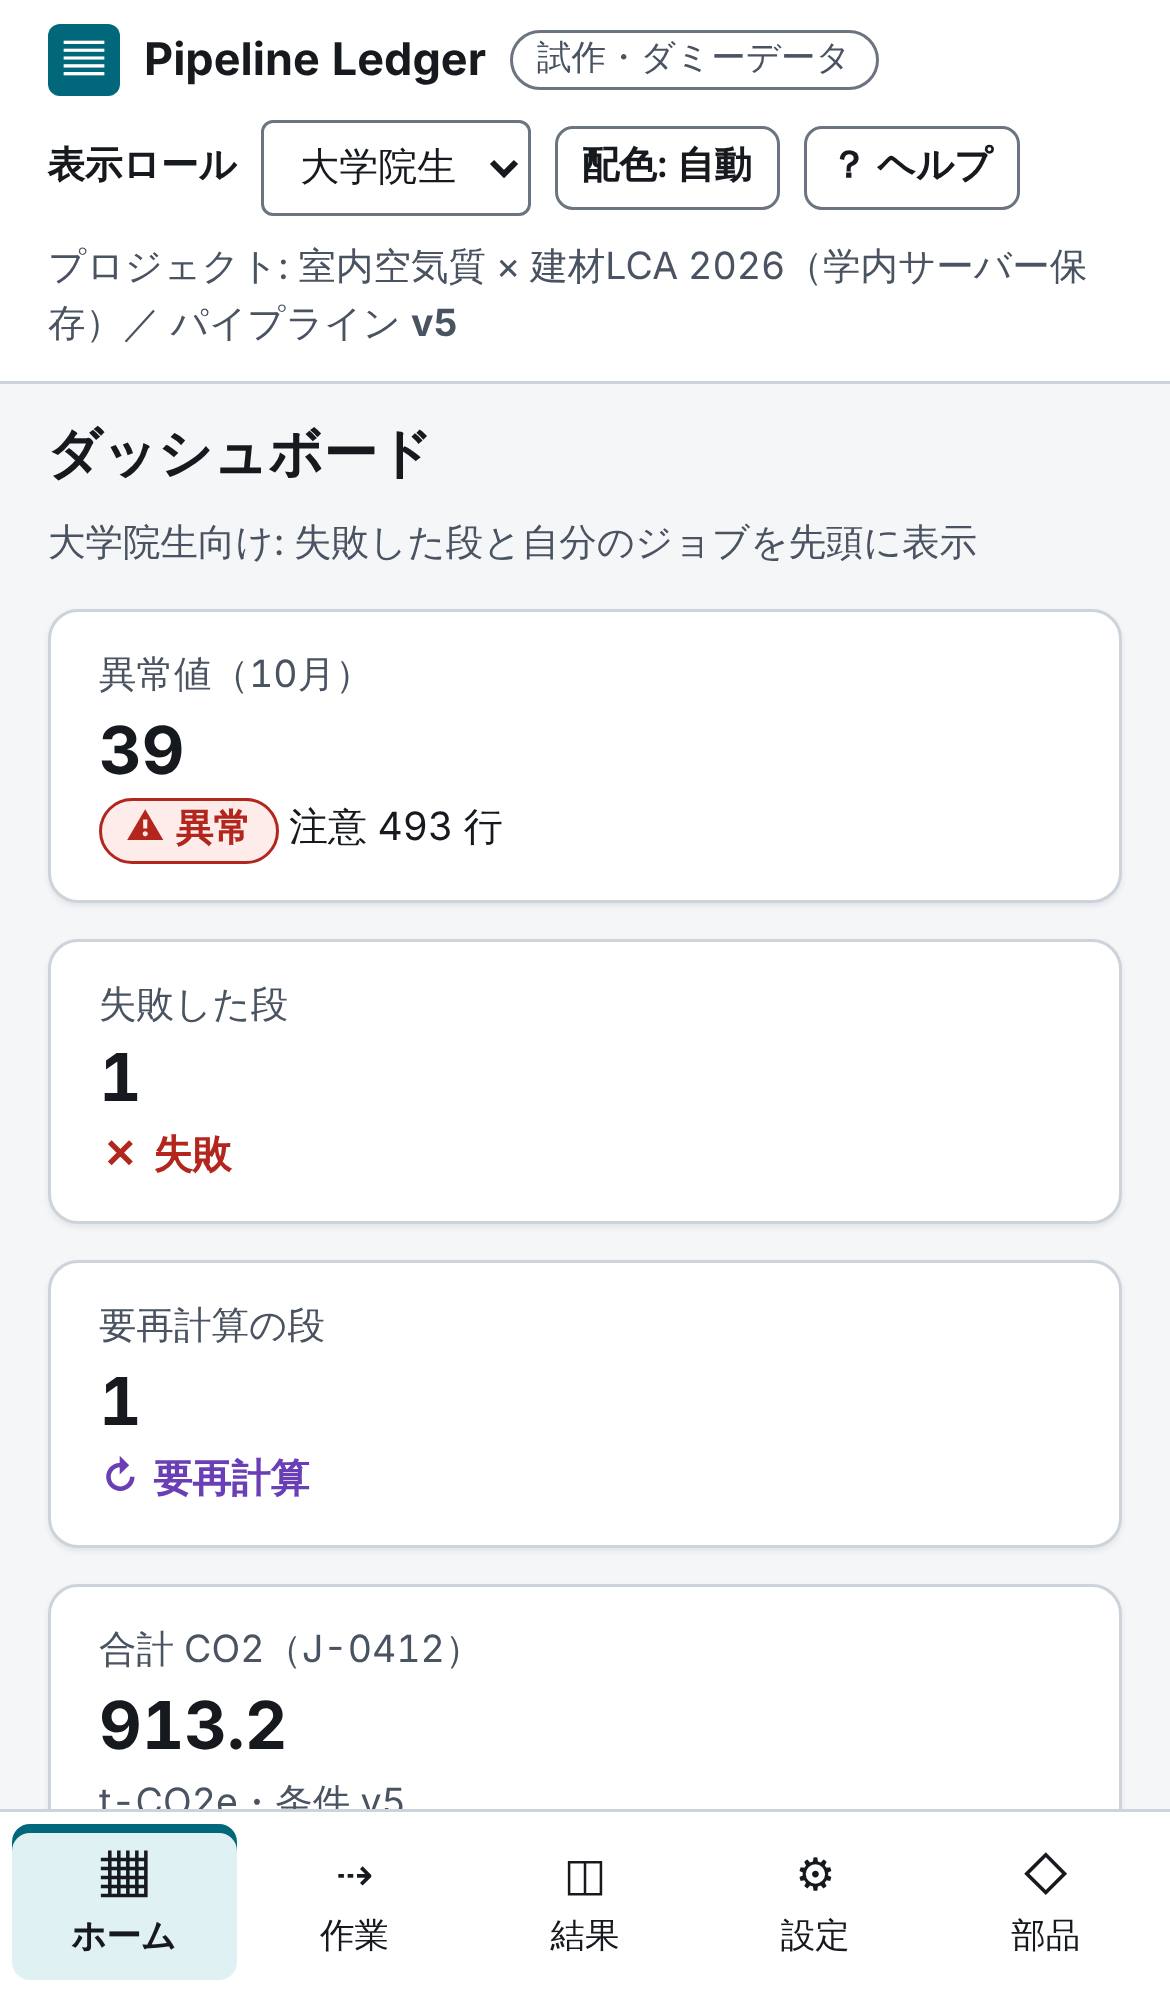 Pipeline Ledger 試作・ダミーデータ
表示ロール 大学院生 配色: 自動 ? ヘルプ
プロジェクト: 室内空気質 × 建材LCA 2026（学内サーバー保
存）／ パイプライン v5
ダッシュボード
大学院生向け: 失敗した段と自分のジョブを先頭に表示
異常値（10月）
39
異常 注意 493 行
失敗した段
1
× 失敗
要再計算の段
1
↻ 要再計算
合計 CO2（J-0412）
913.2
t-CO2e・条件 v5
ホーム 作業 結果 設定 部品